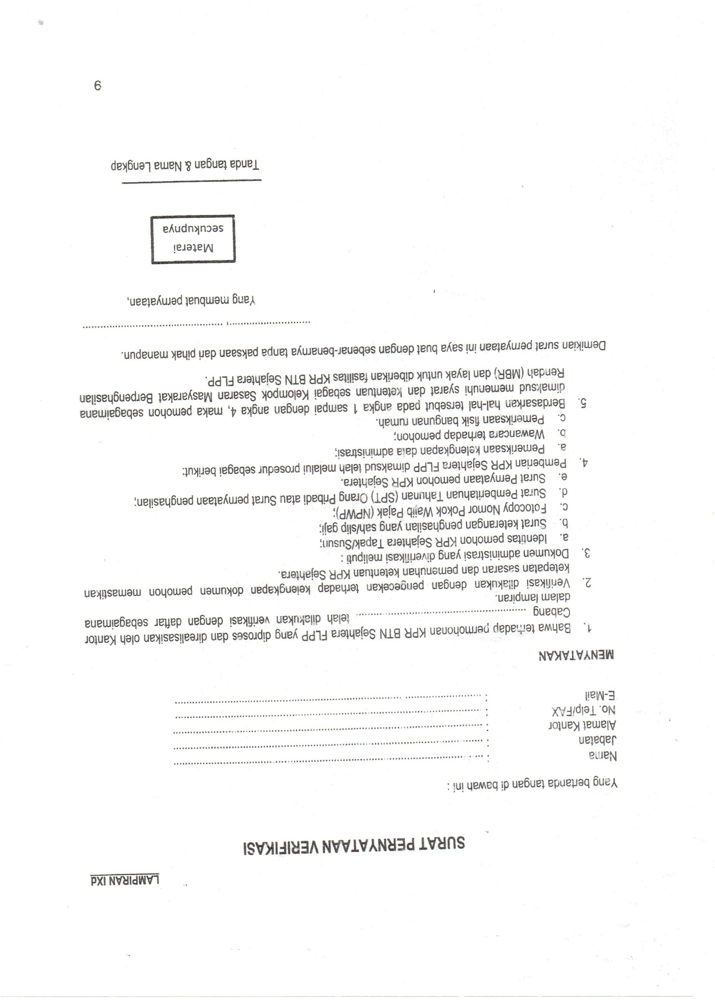 LAMPIRAN IXd
SURAT PERNYATAAN VERIFIKASI
Yang bertanda tangan di bawah ini :
Nama : ................................
Jabatan : ................................
Alamat Kantor : ................................
No. Telp/FAX : ................................
E-Mail : ................................
MENYATAKAN
1. Bahwa terhadap permohonan KPR BTN Sejahtera FLPP yang diproses dan direalisasikan oleh Kantor
Cabang ................................ telah dilakukan verifikasi dengan daftar sebagaimana
dalam lampiran.
2. Verifikasi dilakukan dengan pengecekan terhadap kelengkapan dokumen pemohon memastikan
ketepatan sasaran dan pemenuhan ketentuan KPR Sejahtera.
3. Dokumen administrasi yang diverifikasi meliputi :
a. Identitas pemohon KPR Sejahtera Tapak/Susun;
b. Surat keterangan penghasilan yang sah/slip gaji;
c. Fotocopy Nomor Pokok Wajib Pajak (NPWP);
d. Surat Pemberitahuan Tahunan (SPT) Orang Pribadi atau Surat pernyataan penghasilan;
e. Surat Pernyataan pemohon KPR Sejahtera.
4. Pemberian KPR Sejahtera FLPP dimaksud telah melalui prosedur sebagai berikut:
a. Pemeriksaan kelengkapan data administrasi;
b. Wawancara terhadap pemohon;
c. Pemeriksaan fisik bangunan rumah.
5. Berdasarkan hal-hal tersebut pada angka 1 sampai dengan angka 4, maka pemohon sebagaimana
dimaksud memenuhi syarat dan ketentuan sebagai Kelompok Sasaran Masyarakat Berpenghasilan
Rendah (MBR) dan layak untuk diberikan fasilitas KPR BTN Sejahtera FLPP.
Demikian surat pernyataan ini saya buat dengan sebenar-benarnya tanpa paksaan dari pihak manapun.
............................, ................................
Yang membuat pernyataan,
Materai
secukupnya
Tanda tangan & Nama Lengkap
6